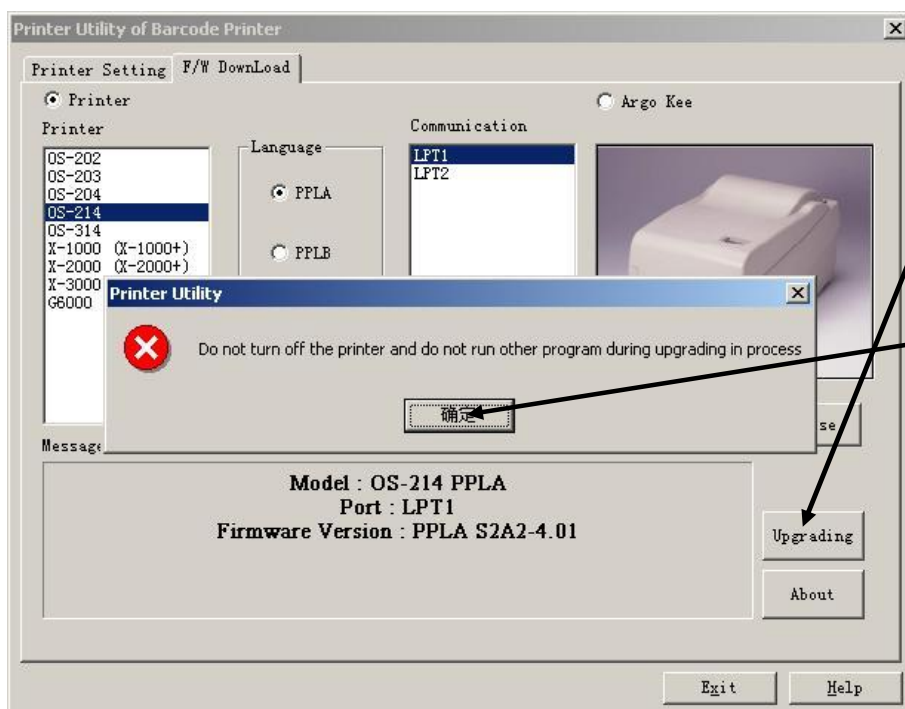 Printer Utility of Barcode Printer
Printer Setting F/W DownLoad
Printer
Argo Kee
Printer
OS-202
OS-203
OS-204
OS-214
OS-314
X-1000 (X-1000+)
X-2000 (X-2000+)
X-3000
G6000
Language
PPLA
PPLB
Communication
LPT1
LPT2
Printer Utility
Do not turn off the printer and do not run other program during upgrading in process
确定
Message
Model : OS-214 PPLA
Port : LPT1
Firmware Version : PPLA S2A2-4.01
Upgrading
About
Exit
Help